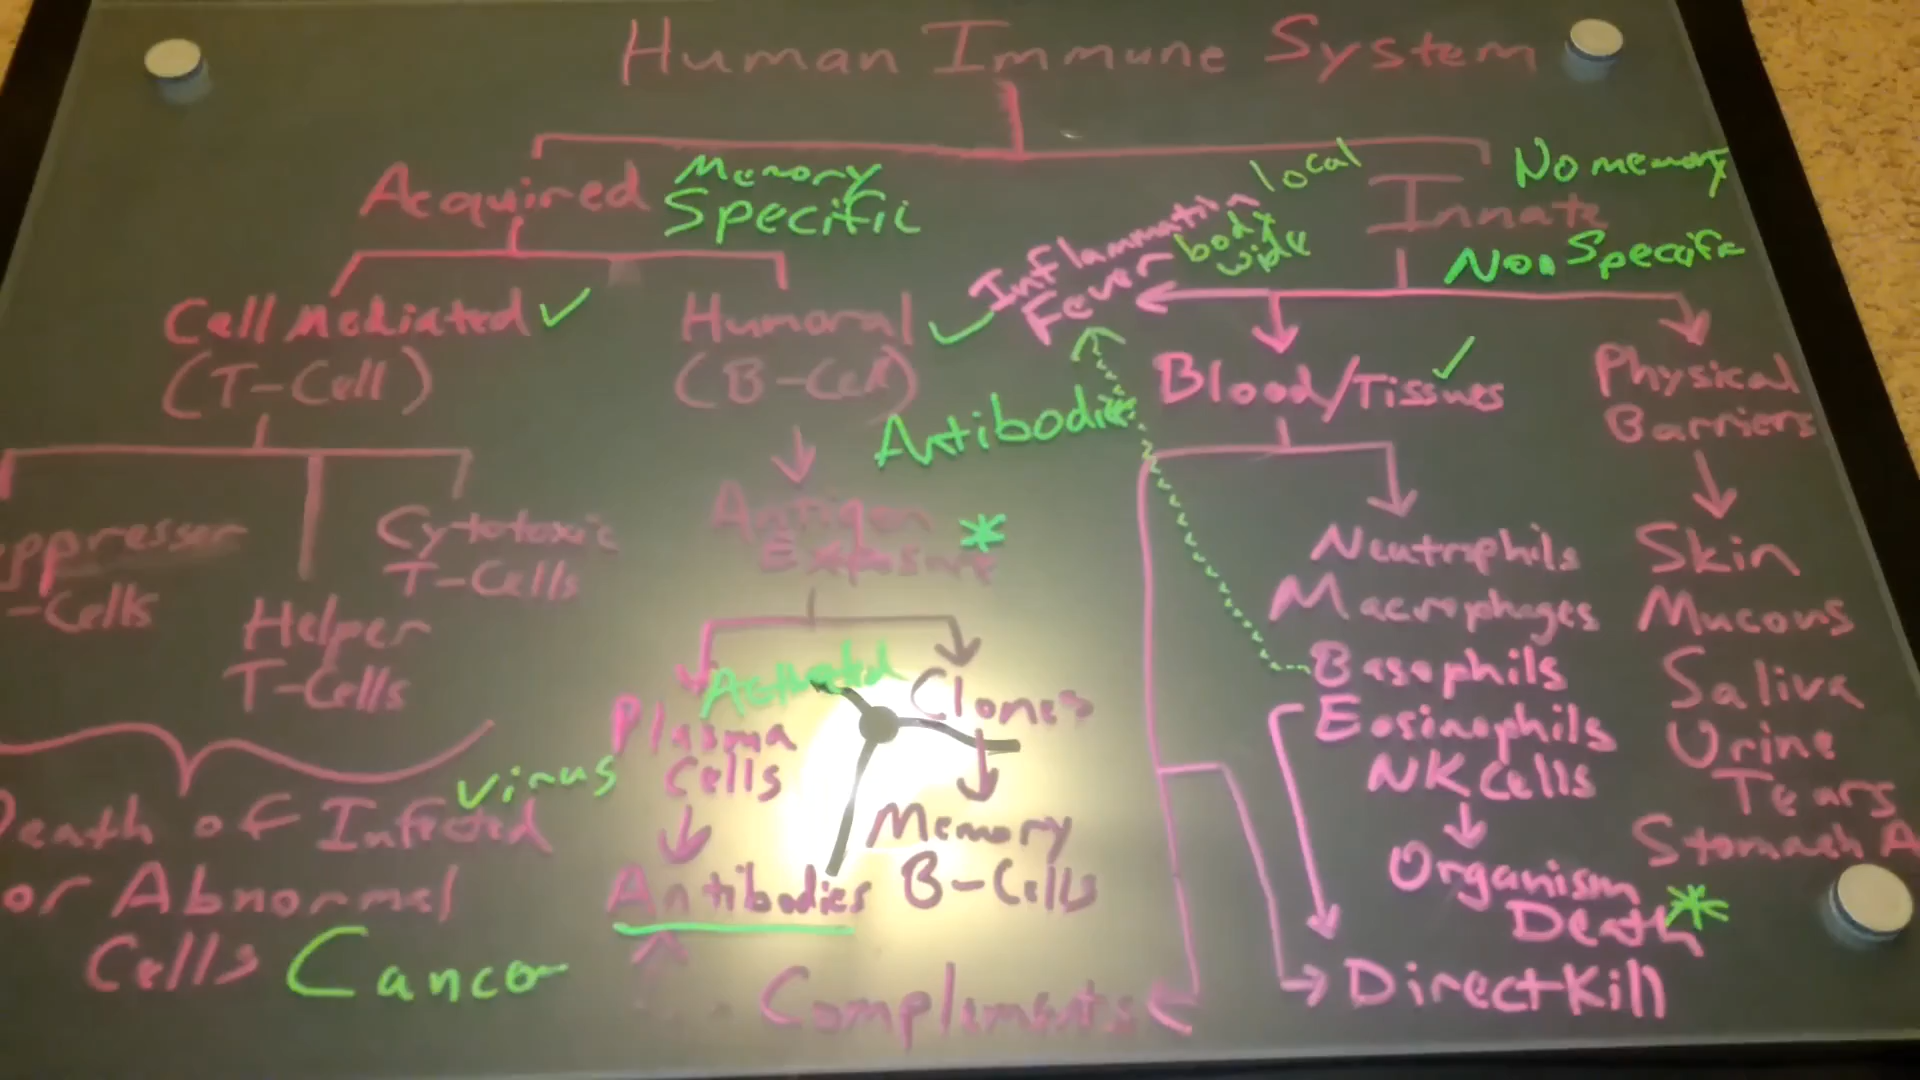 Human Immune System
Acquired
Memory
Specific
Inflammation
local
Fever
body
wide
Innate
No memory
Non Specific
Cell Mediated ✓
(T-Cell)
Humoral ✓
(B-Cell)
Antibodies
Blood/Tissues ✓
Physical
Barriers
ppresser
-Cells
Helper
T-Cells
Cytotoxic
T-Cells
Death of Infected
virus
or Abnormal
Cells
Cancer
Antigen
Exposure *
Activated
Plasma
Cells
Antibodies
Clones
Memory
B-Cells
Complements
Neutrophils
Macrophages
Basophils
Eosinophils
NK Cells
Organism
Death *
Direct Kill
Skin
Mucous
Saliva
Urine
Tears
Stomach A